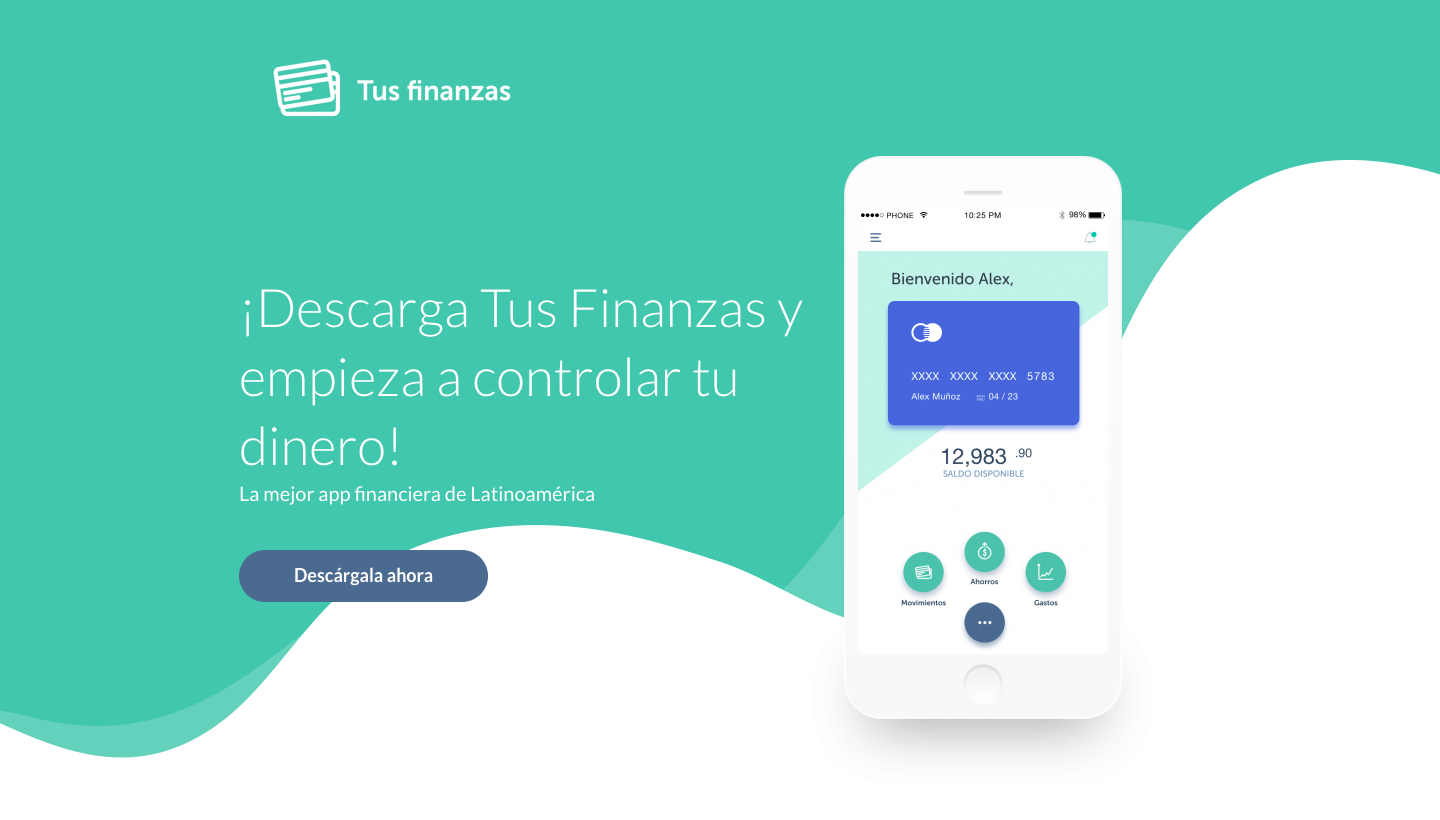 Tus finanzas
¡Descarga Tus Finanzas y
empieza a controlar tu
dinero!
La mejor app financiera de Latinoamérica
Descárgala ahora
PHONE 10:25 PM 98%
Bienvenido Alex,
XXXX XXXX XXXX 5783
Alex Muñoz 04 / 23
12,983 .90
SALDO DISPONIBLE
Ahorros
Movimientos
Gastos